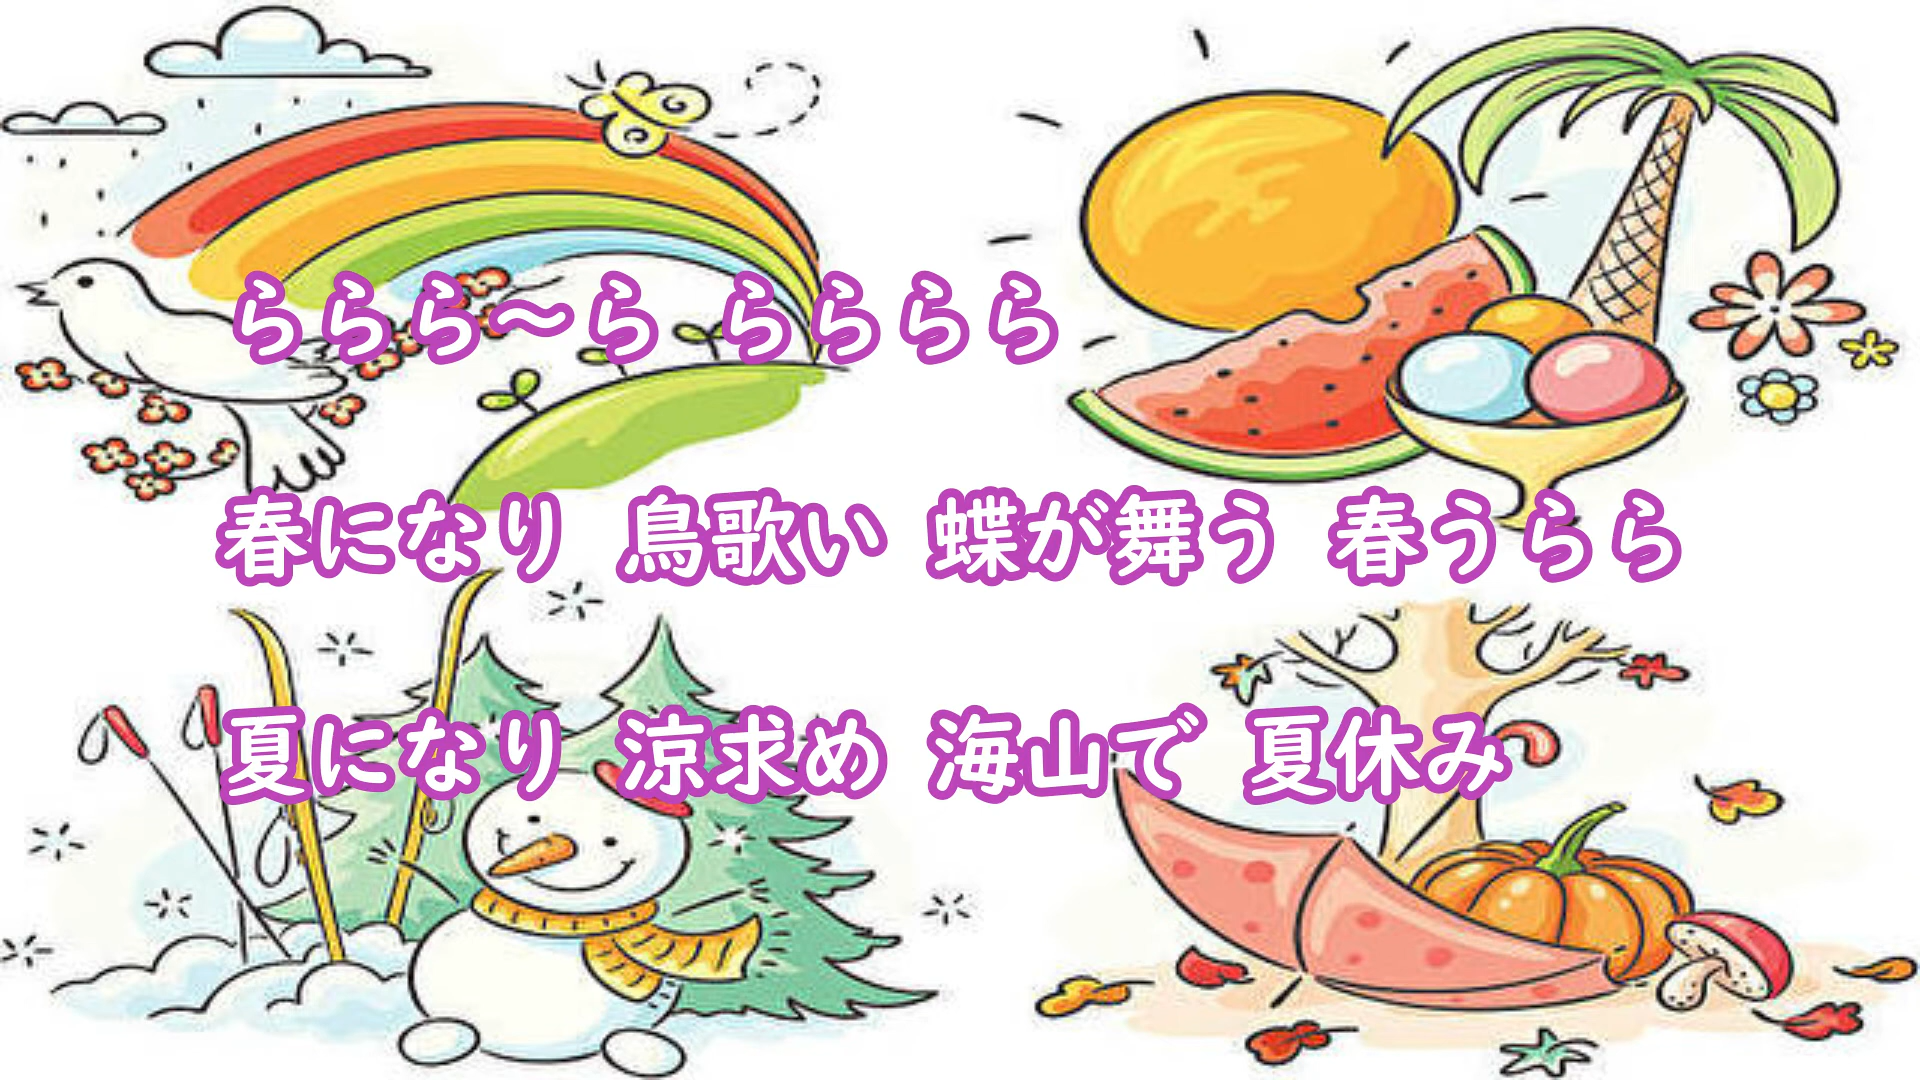 ららら～ら らららら
春になり 鳥歌い 蝶が舞う 春うらら
夏になり 涼求め 海山で 夏休み